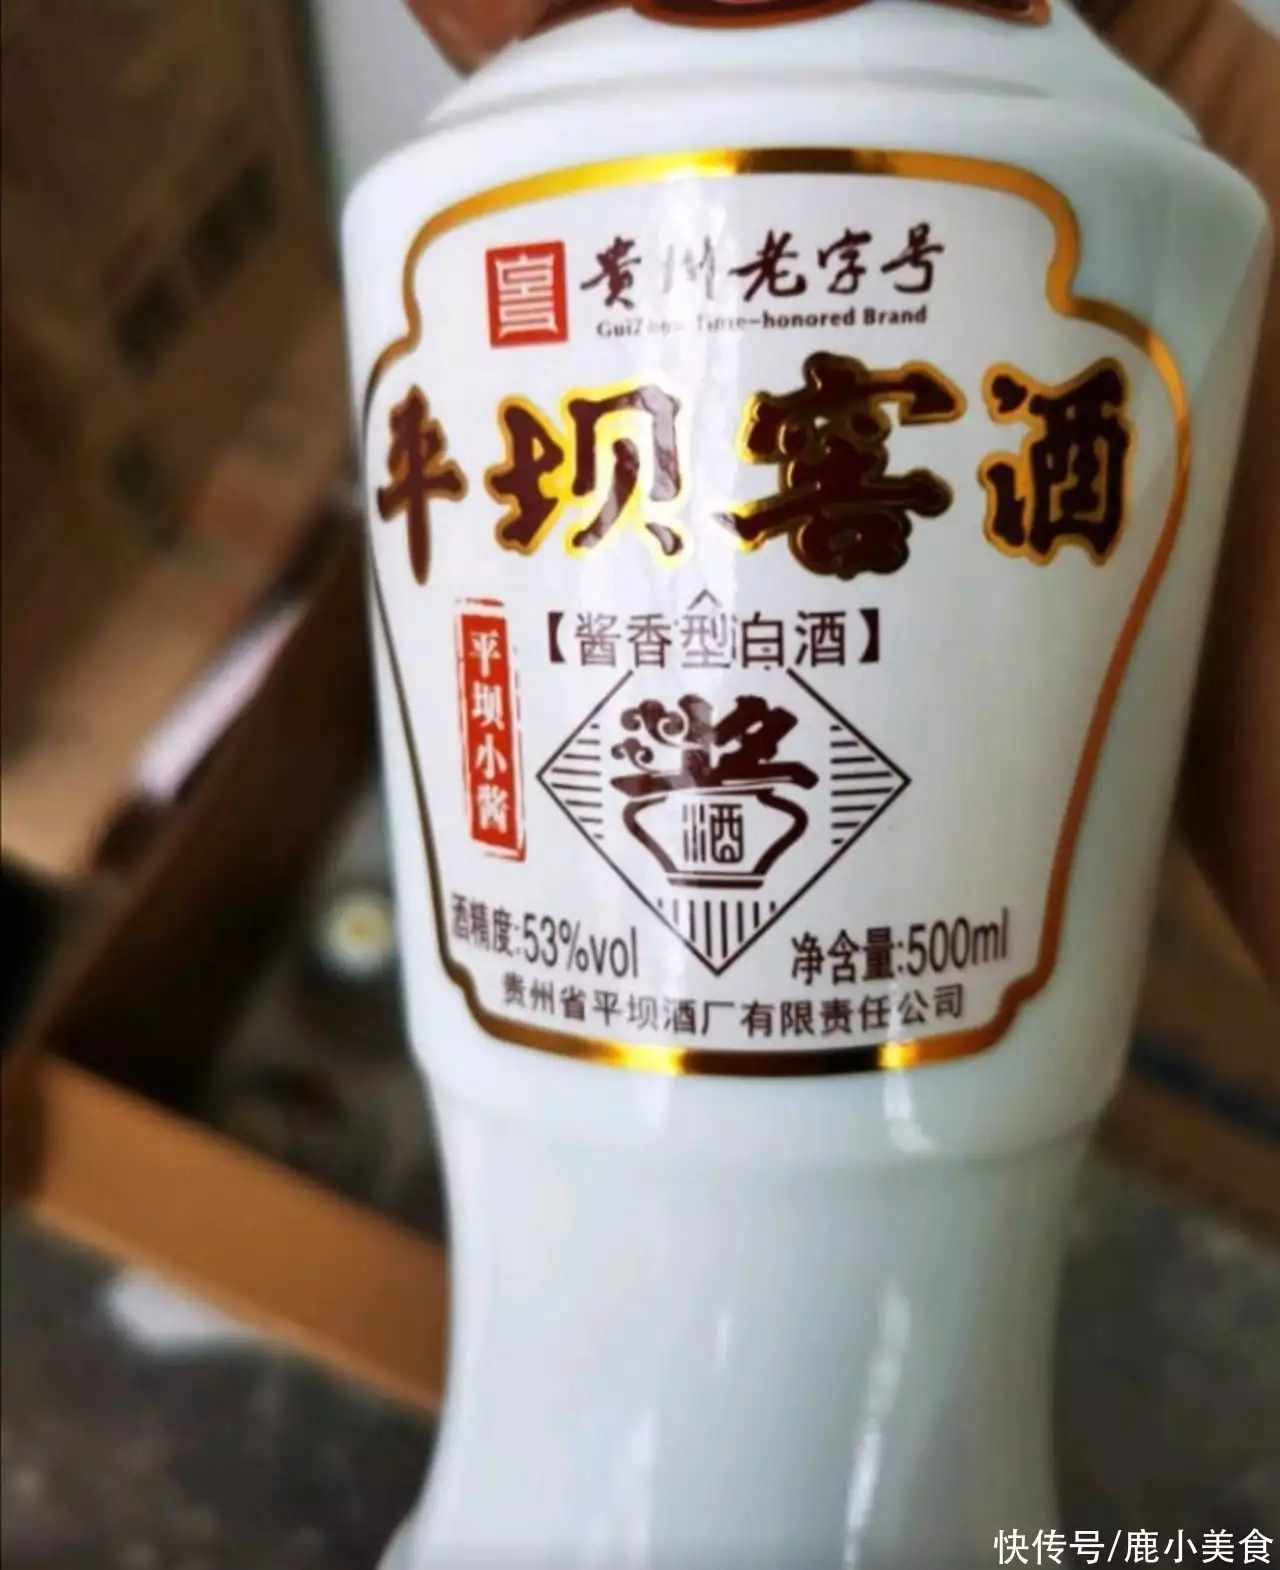 貴州老字号
GuiZhou Time-honored Brand
平坝窖酒
【酱香型白酒】
平坝小酱
酱
酒
酒精度:53%vol
净含量:500ml
贵州省平坝酒厂有限责任公司
快传号/鹿小美食